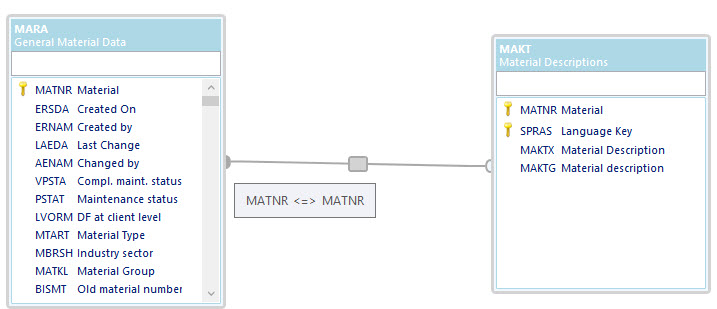 MARA
General Material Data
MATNR Material
ERSDA Created On
ERNAM Created by
LAEDA Last Change
AENAM Changed by
VPSTA Compl. maint. status
PSTAT Maintenance status
LVORM DF at client level
MTART Material Type
MBRSH Industry sector
MATKL Material Group
BISMT Old material number
MATNR <=> MATNR
MAKT
Material Descriptions
MATNR Material
SPRAS Language Key
MAKTX Material Description
MAKTG Material description